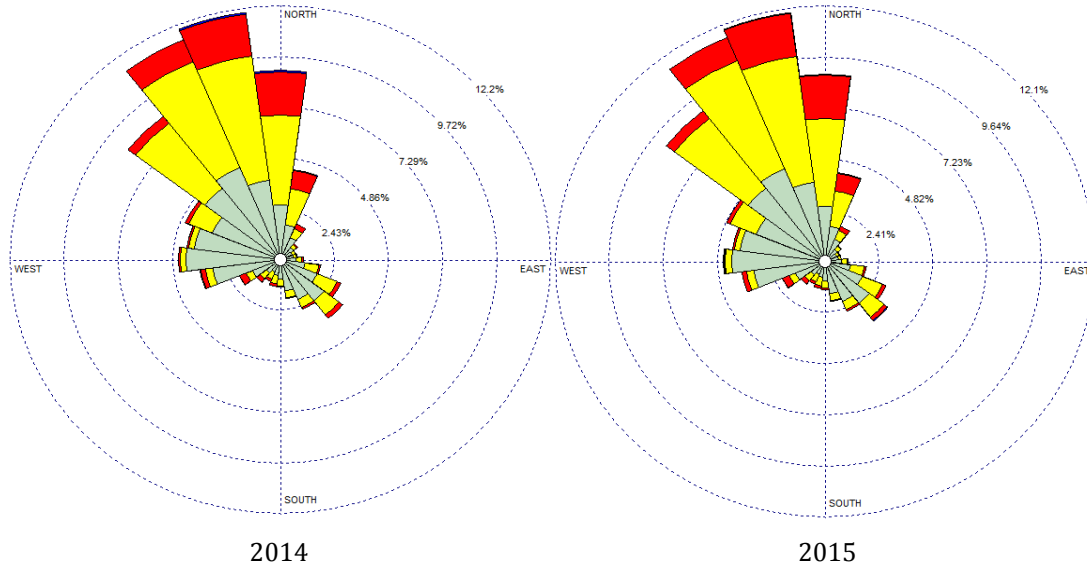 NORTH
12.2%
9.72%
7.29%
4.86%
2.43%
WEST
EAST
SOUTH
2014
NORTH
12.1%
9.64%
7.23%
4.82%
2.41%
WEST
EAST
SOUTH
2015